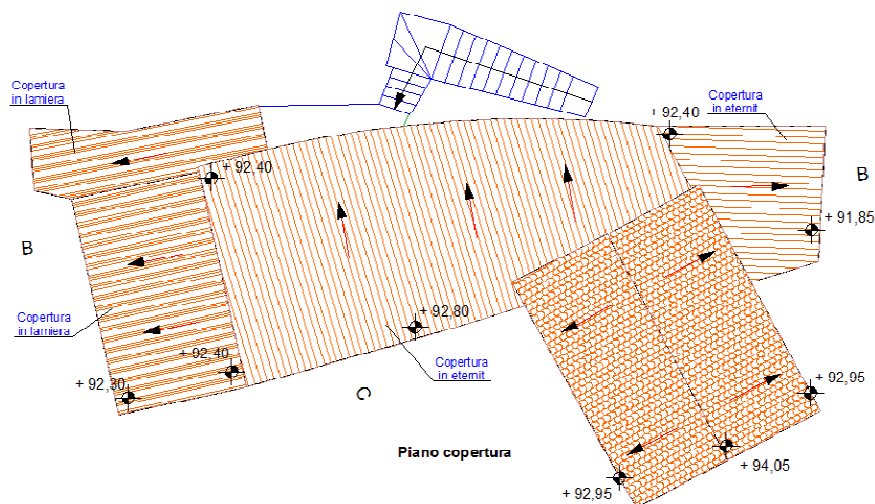 Copertura
in lamiera
Copertura
in eternit
+ 92,40
+ 92,40
B
+ 91,85
B
+ 92,80
Copertura
in lamiera
+ 92,40
Copertura
in eternit
+ 92,30
+ 92,95
C
Piano copertura
+ 94,05
+ 92,95